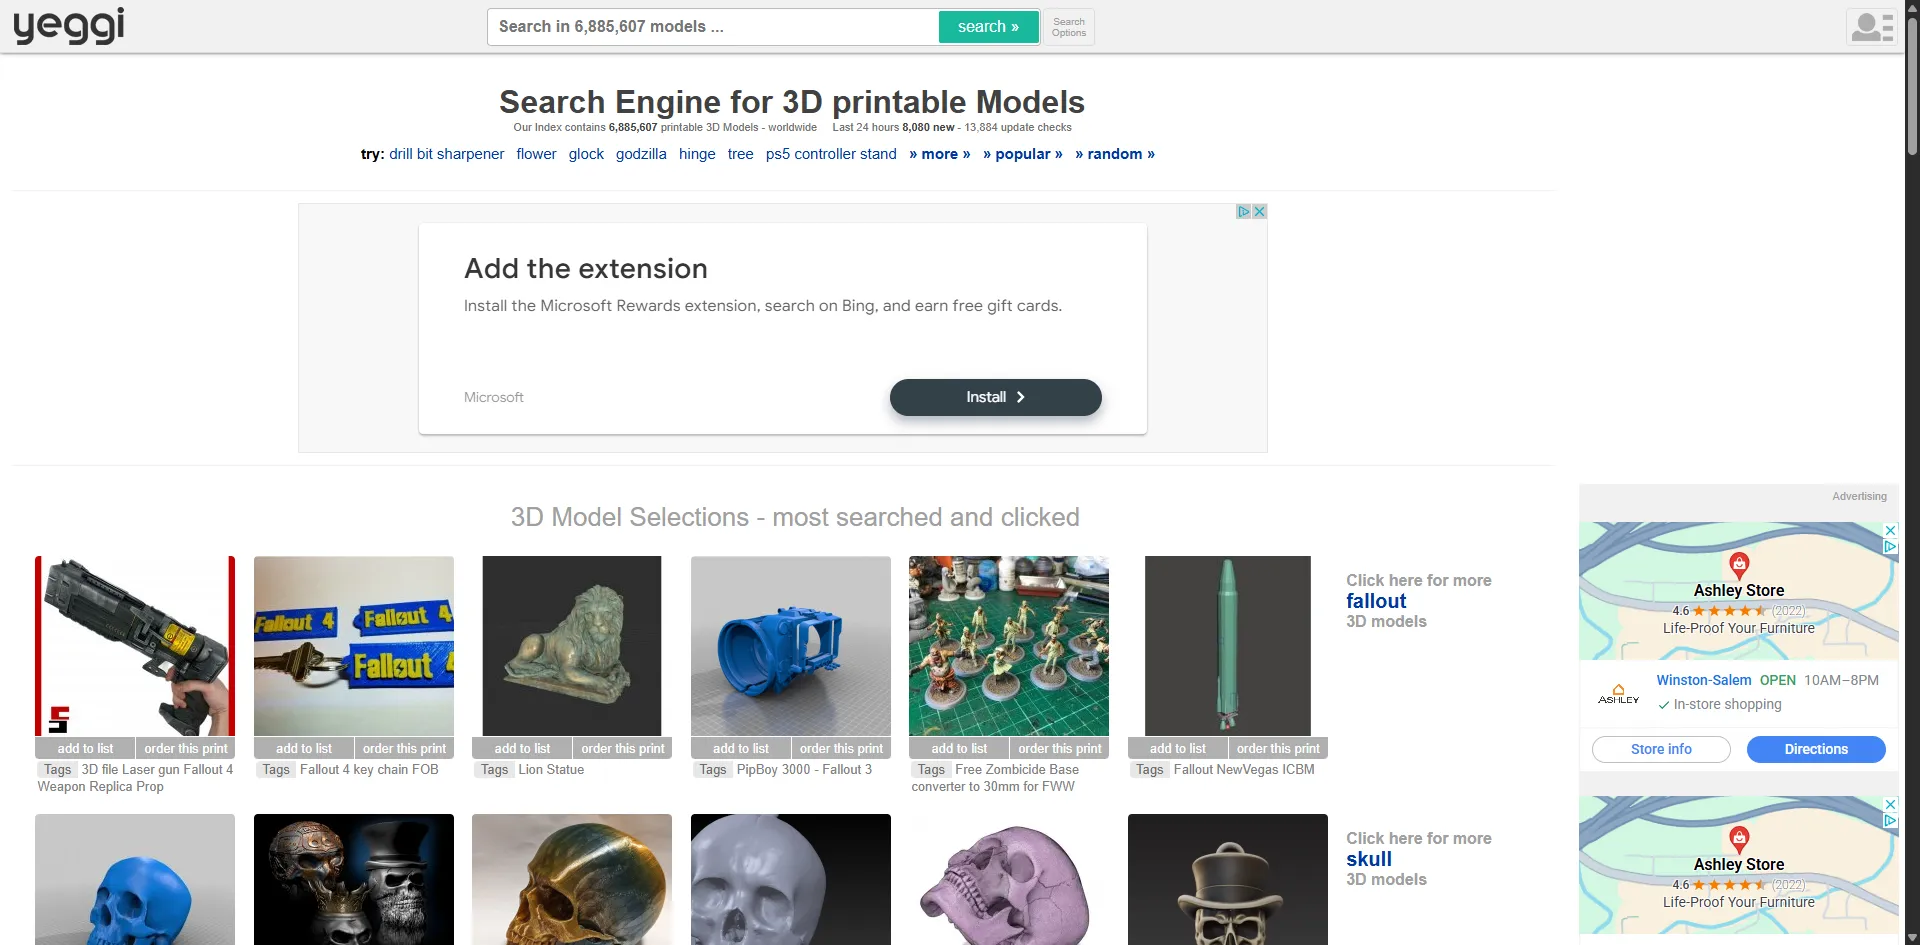 yeggi
Search in 6,885,607 models ...
search »
Search
Options
Search Engine for 3D printable Models
Our Index contains 6,885,607 printable 3D Models - worldwide Last 24 hours 8,080 new - 13,884 update checks
try: drill bit sharpener flower glock godzilla hinge tree ps5 controller stand » more » » popular » » random »
Add the extension
Install the Microsoft Rewards extension, search on Bing, and earn free gift cards.
Microsoft
Install
3D Model Selections - most searched and clicked
Fallout 4
Fallout 4
Fallout 4
add to list order this print
Tags 3D file Laser gun Fallout 4
Weapon Replica Prop
add to list order this print
Tags Fallout 4 key chain FOB
add to list order this print
Tags Lion Statue
add to list order this print
Tags PipBoy 3000 - Fallout 3
add to list order this print
Tags Free Zombicide Base
converter to 30mm for FWW
add to list order this print
Tags Fallout NewVegas ICBM
Click here for more
fallout
3D models
Click here for more
skull
3D models
Advertising
Ashley Store
4.6 (2022)
Life-Proof Your Furniture
ASHLEY
Winston-Salem OPEN 10AM–8PM
In-store shopping
Store info
Directions
Ashley Store
4.6 (2022)
Life-Proof Your Furniture